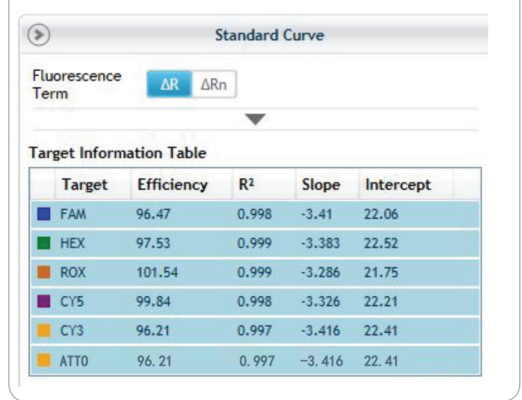 Standard Curve
Fluorescence
Term
ΔR ΔRn
Target Information Table
Target Efficiency R² Slope Intercept
FAM 96.47 0.998 -3.41 22.06
HEX 97.53 0.999 -3.383 22.52
ROX 101.54 0.999 -3.286 21.75
CY5 99.84 0.998 -3.326 22.21
CY3 96.21 0.997 -3.416 22.41
ATTO 96.21 0.997 -3.416 22.41